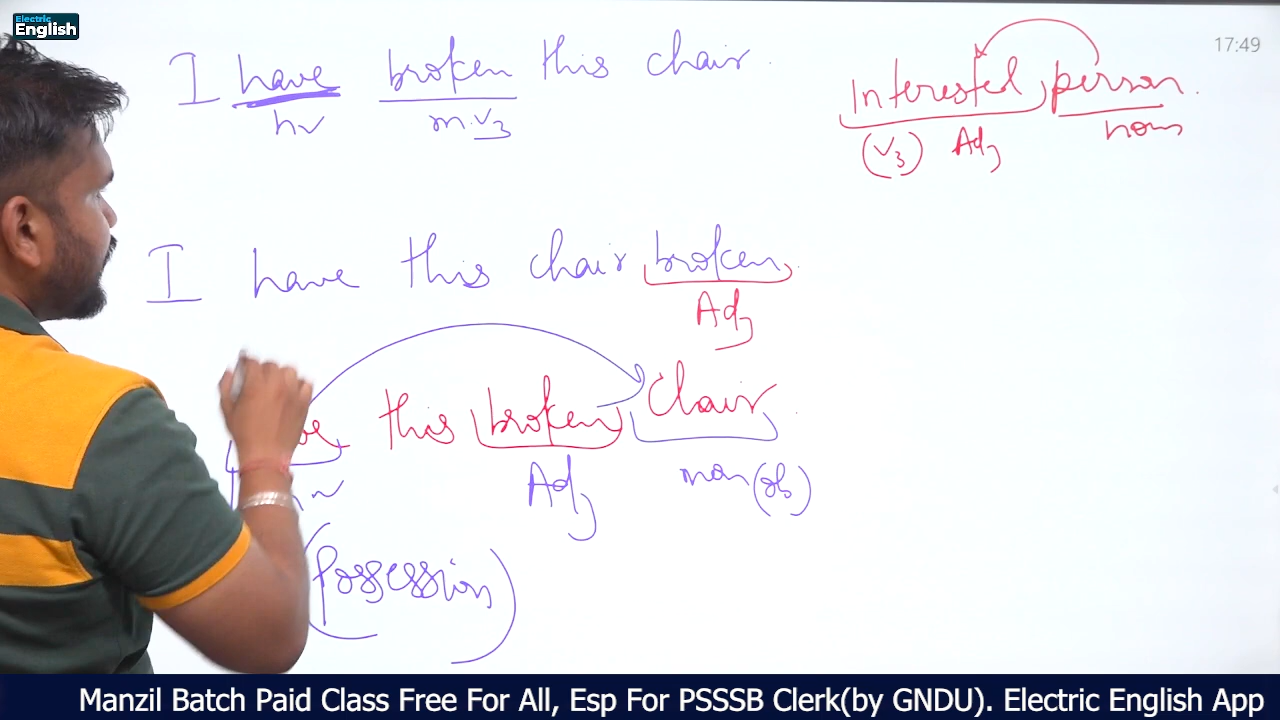 Electric
English
17:49
I have broken this chair.
hv m.v3
Interested person.
(v3) Adj noun
I have this chair broken.
Adj
this broken chair.
Adj noun (ob)
(Possession)
Manzil Batch Paid Class Free For All, Esp For PSSSB Clerk(by GNDU). Electric English App